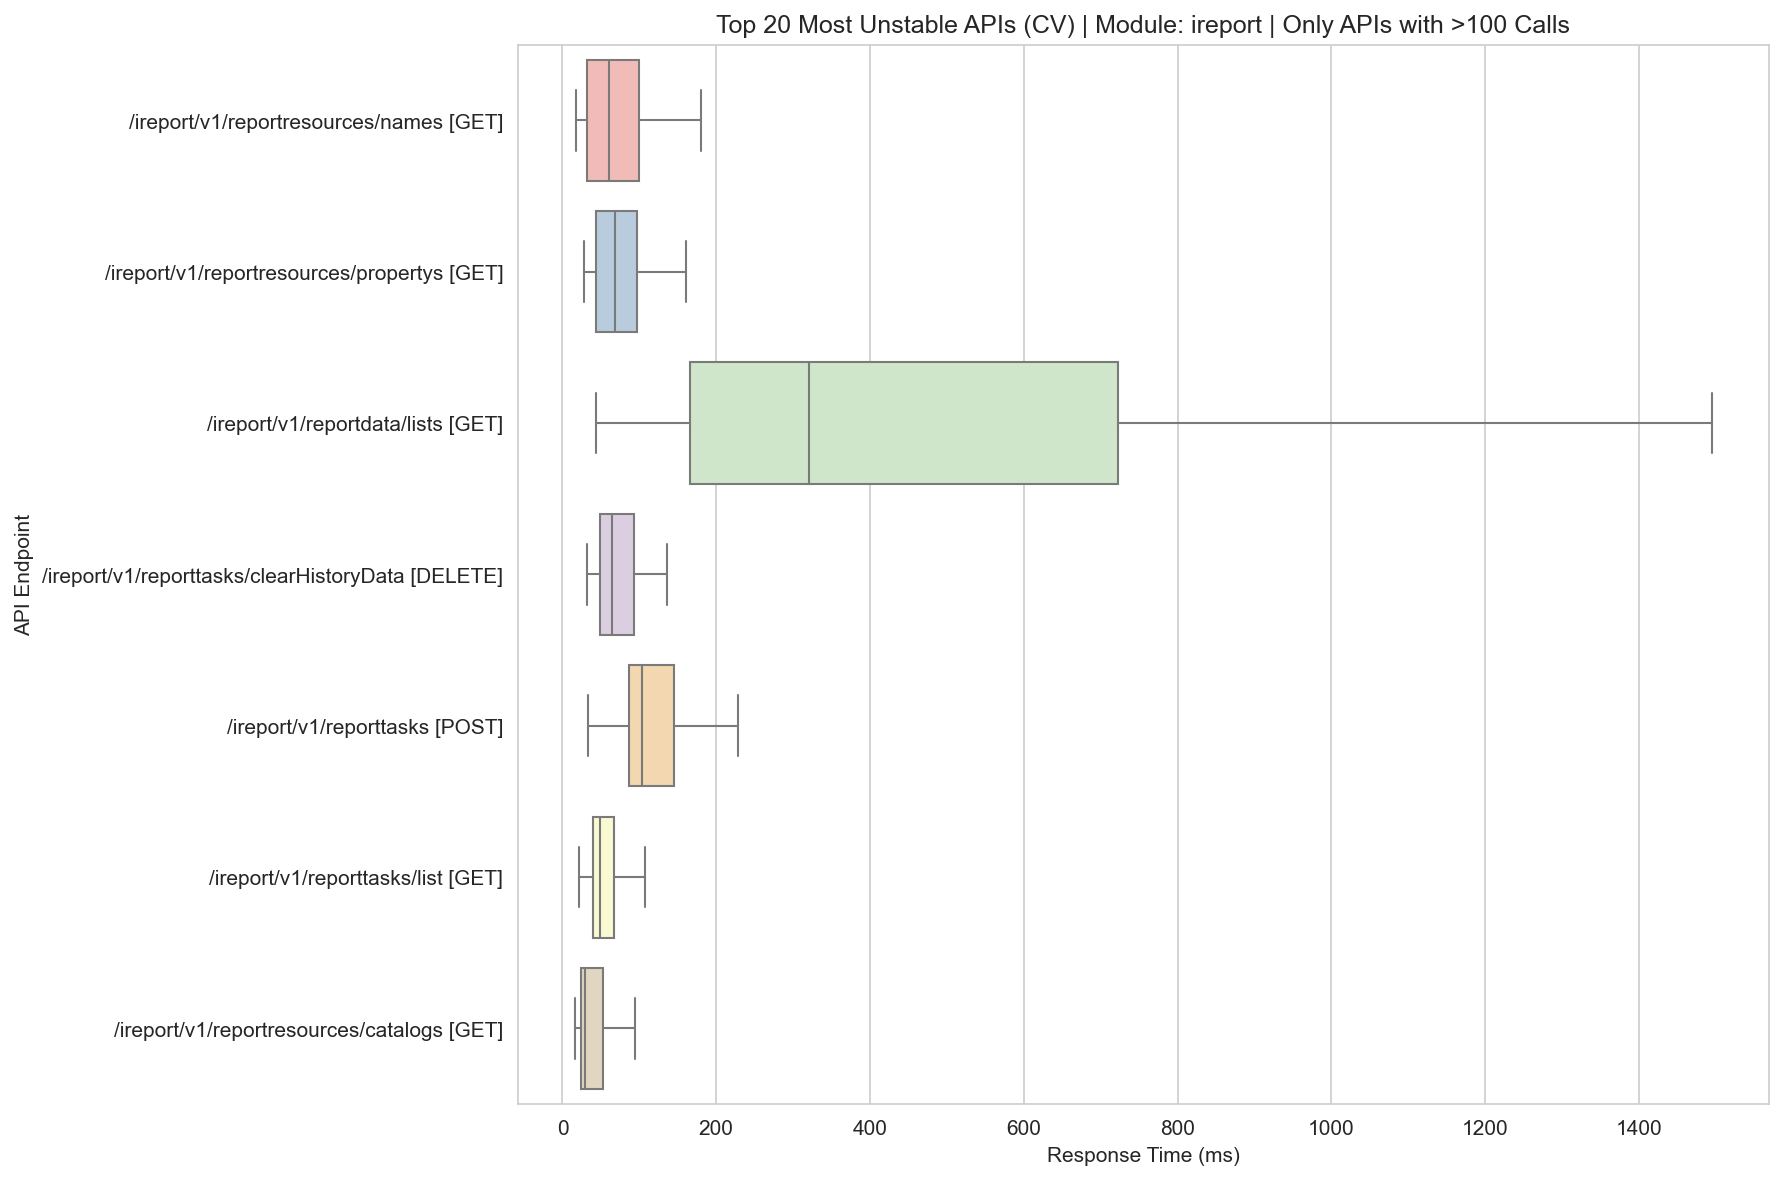 Top 20 Most Unstable APIs (CV) | Module: ireport | Only APIs with >100 Calls
API Endpoint
/ireport/v1/reportresources/names [GET]
/ireport/v1/reportresources/propertys [GET]
/ireport/v1/reportdata/lists [GET]
/ireport/v1/reporttasks/clearHistoryData [DELETE]
/ireport/v1/reporttasks [POST]
/ireport/v1/reporttasks/list [GET]
/ireport/v1/reportresources/catalogs [GET]
0 200 400 600 800 1000 1200 1400
Response Time (ms)